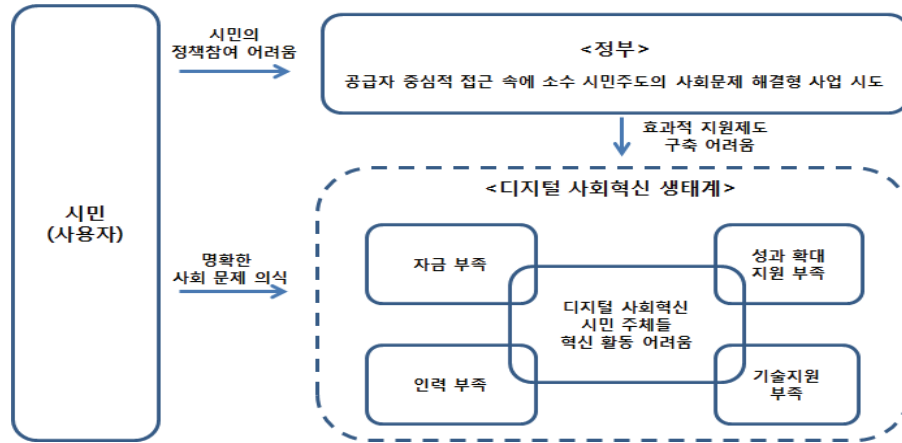 시민
(사용자)
시민의
정책참여 어려움
<정부>
공급자 중심적 접근 속에 소수 시민주도의 사회문제 해결형 사업 시도
효과적 지원제도
구축 어려움
명확한
사회 문제 의식
<디지털 사회혁신 생태계>
자금 부족
성과 확대
지원 부족
디지털 사회혁신
시민 주체들
혁신 활동 어려움
인력 부족
기술지원
부족